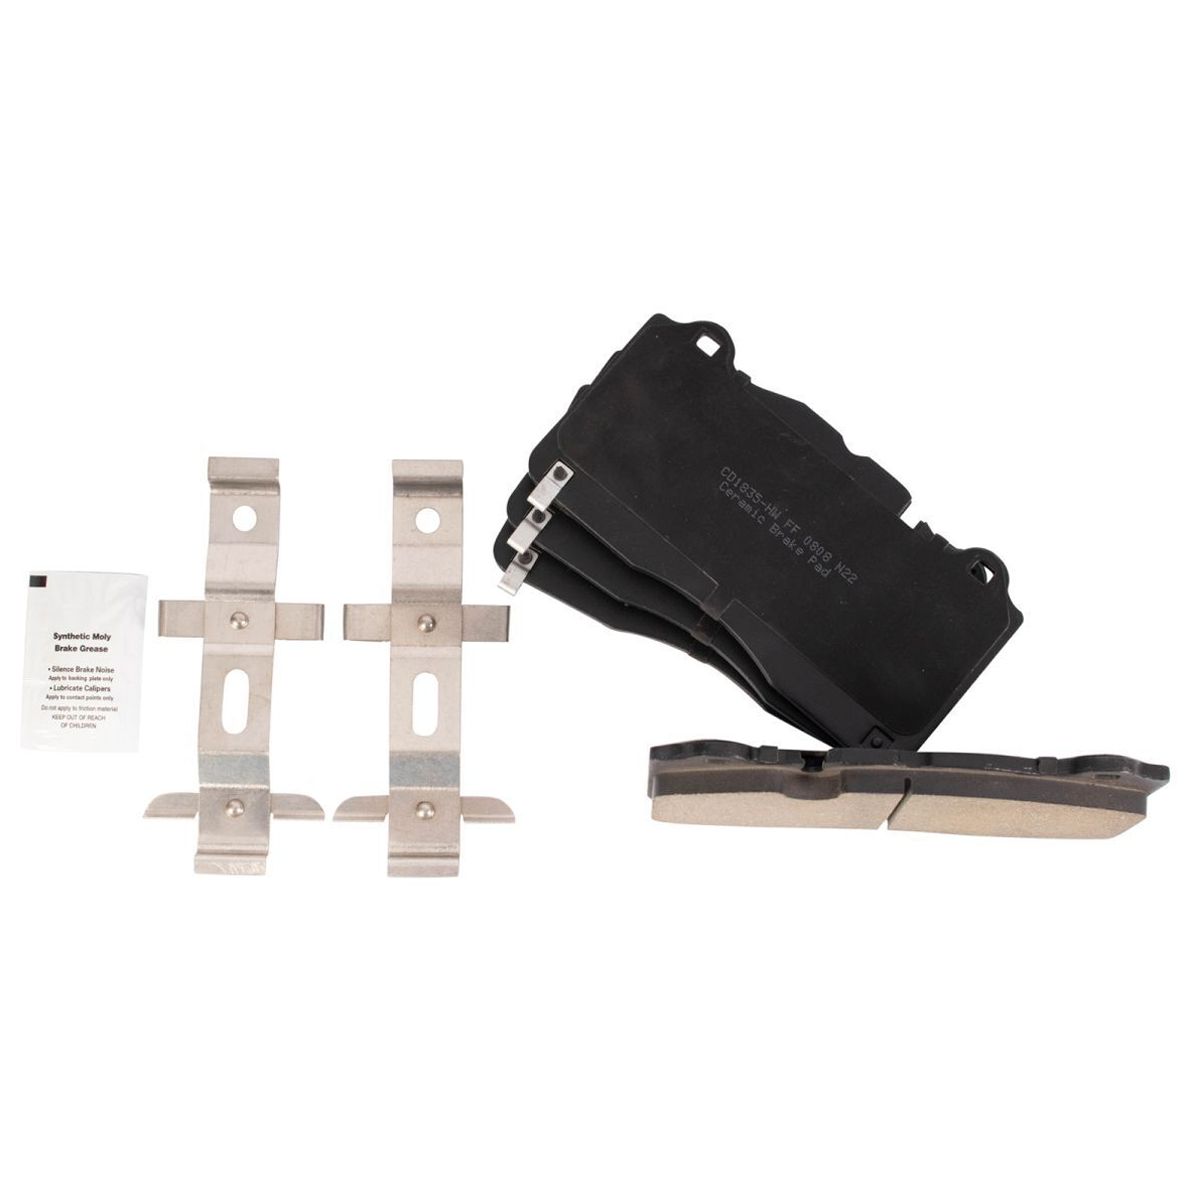 Synthetic Moly
Brake Grease
• Silence Brake Noise
Apply to backing plate only
• Lubricate Calipers
Apply to contact points only
Do not apply to friction material
KEEP OUT OF REACH
OF CHILDREN
CD1835-HW FF 0808 N22
Ceramic Brake Pad